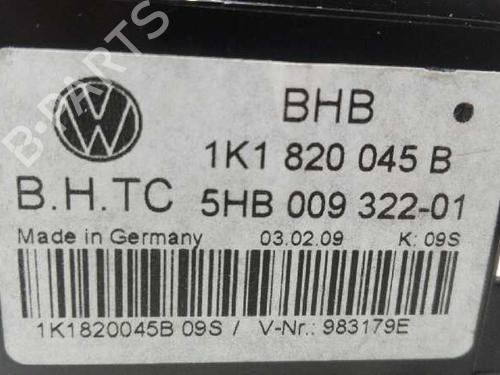 BHB
1K1 820 045 B
B.H.TC 5HB 009 322-01
Made in Germany 03.02.09 K: 09S
1K1820045B 09S / V-Nr.: 983179E
B-PARTS